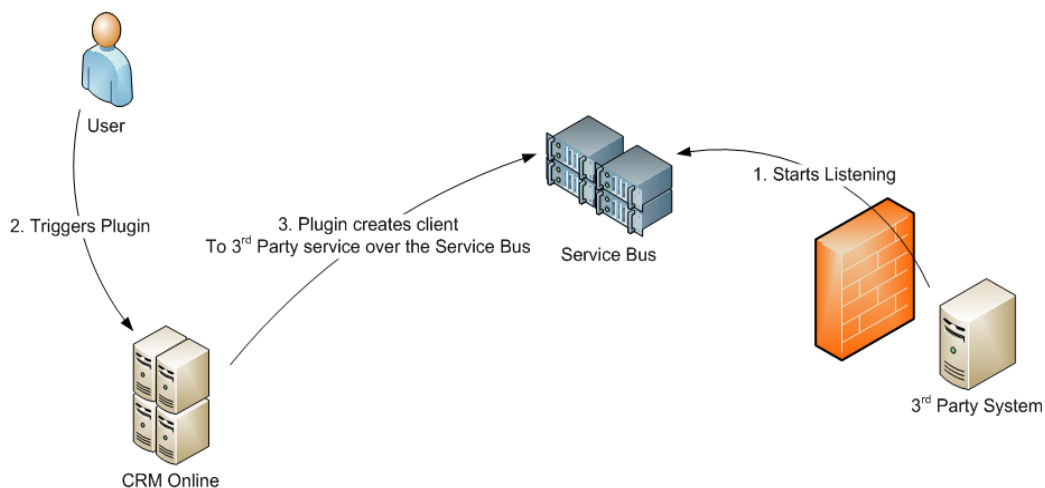 User
2. Triggers Plugin
3. Plugin creates client
To 3rd Party service over the Service Bus
Service Bus
1. Starts Listening
3rd Party System
CRM Online